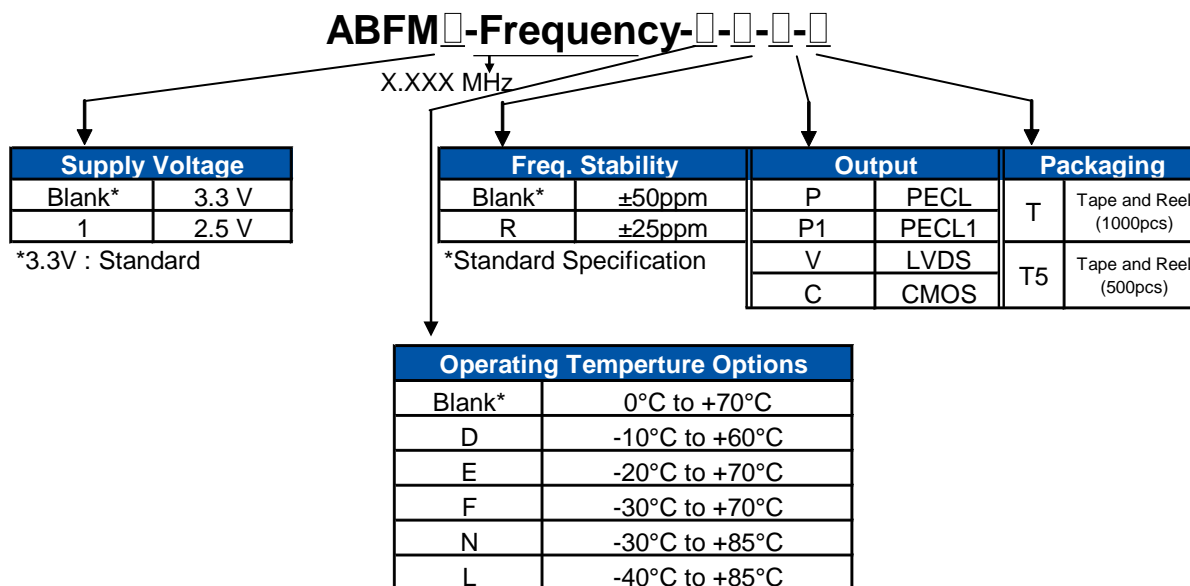 ABFM□-Frequency-□-□-□-□
X.XXX MHz
Supply Voltage
Blank* 3.3 V
1 2.5 V
*3.3V : Standard
Freq. Stability
Blank* ±50ppm
R ±25ppm
*Standard Specification
Output
P PECL
P1 PECL1
V LVDS
C CMOS
Packaging
T Tape and Reel
(1000pcs)
T5 Tape and Reel
(500pcs)
Operating Temperture Options
Blank* 0°C to +70°C
D -10°C to +60°C
E -20°C to +70°C
F -30°C to +70°C
N -30°C to +85°C
L -40°C to +85°C